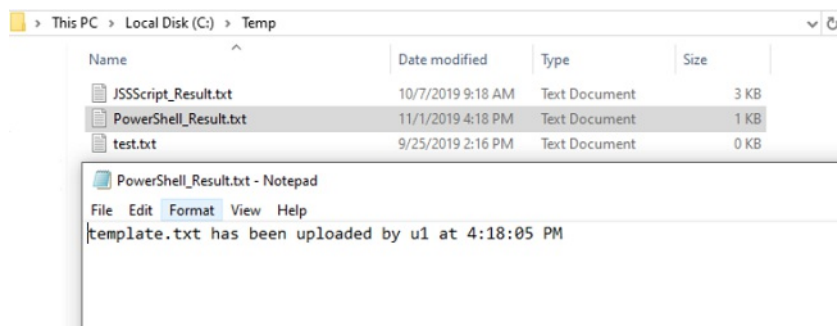 This PC > Local Disk (C:) > Temp
Name Date modified Type Size
JSSScript_Result.txt 10/7/2019 9:18 AM Text Document 3 KB
PowerShell_Result.txt 11/1/2019 4:18 PM Text Document 1 KB
test.txt 9/25/2019 2:16 PM Text Document 0 KB
PowerShell_Result.txt - Notepad
File Edit Format View Help
template.txt has been uploaded by u1 at 4:18:05 PM